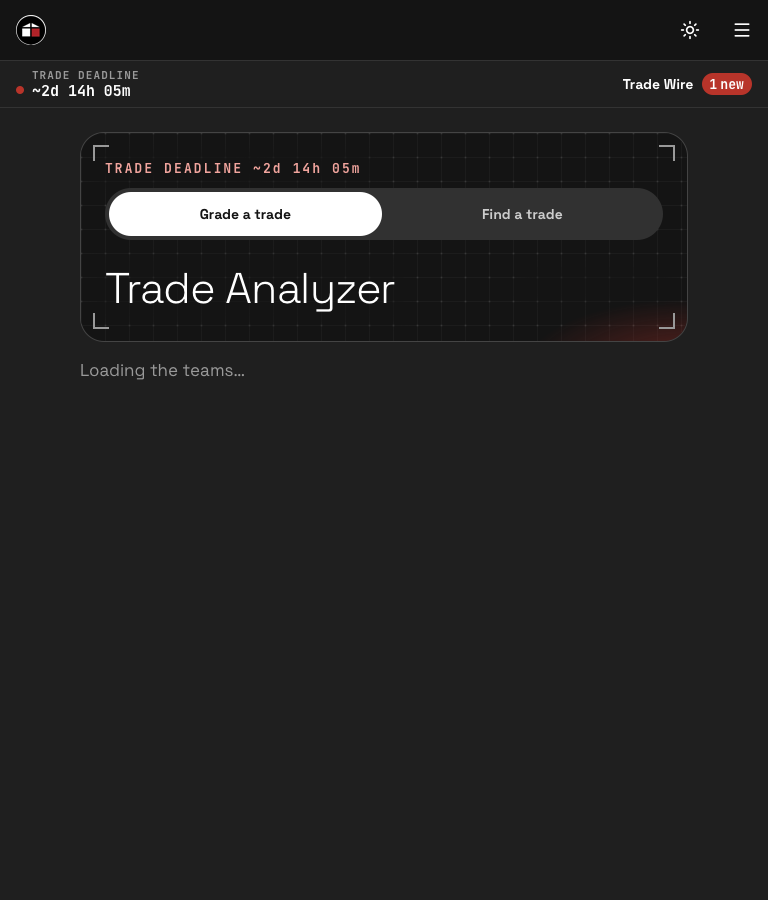 TRADE DEADLINE
~2d 14h 05m
Trade Wire 1 new
TRADE DEADLINE ~2d 14h 05m
Grade a trade
Find a trade
Trade Analyzer
Loading the teams…